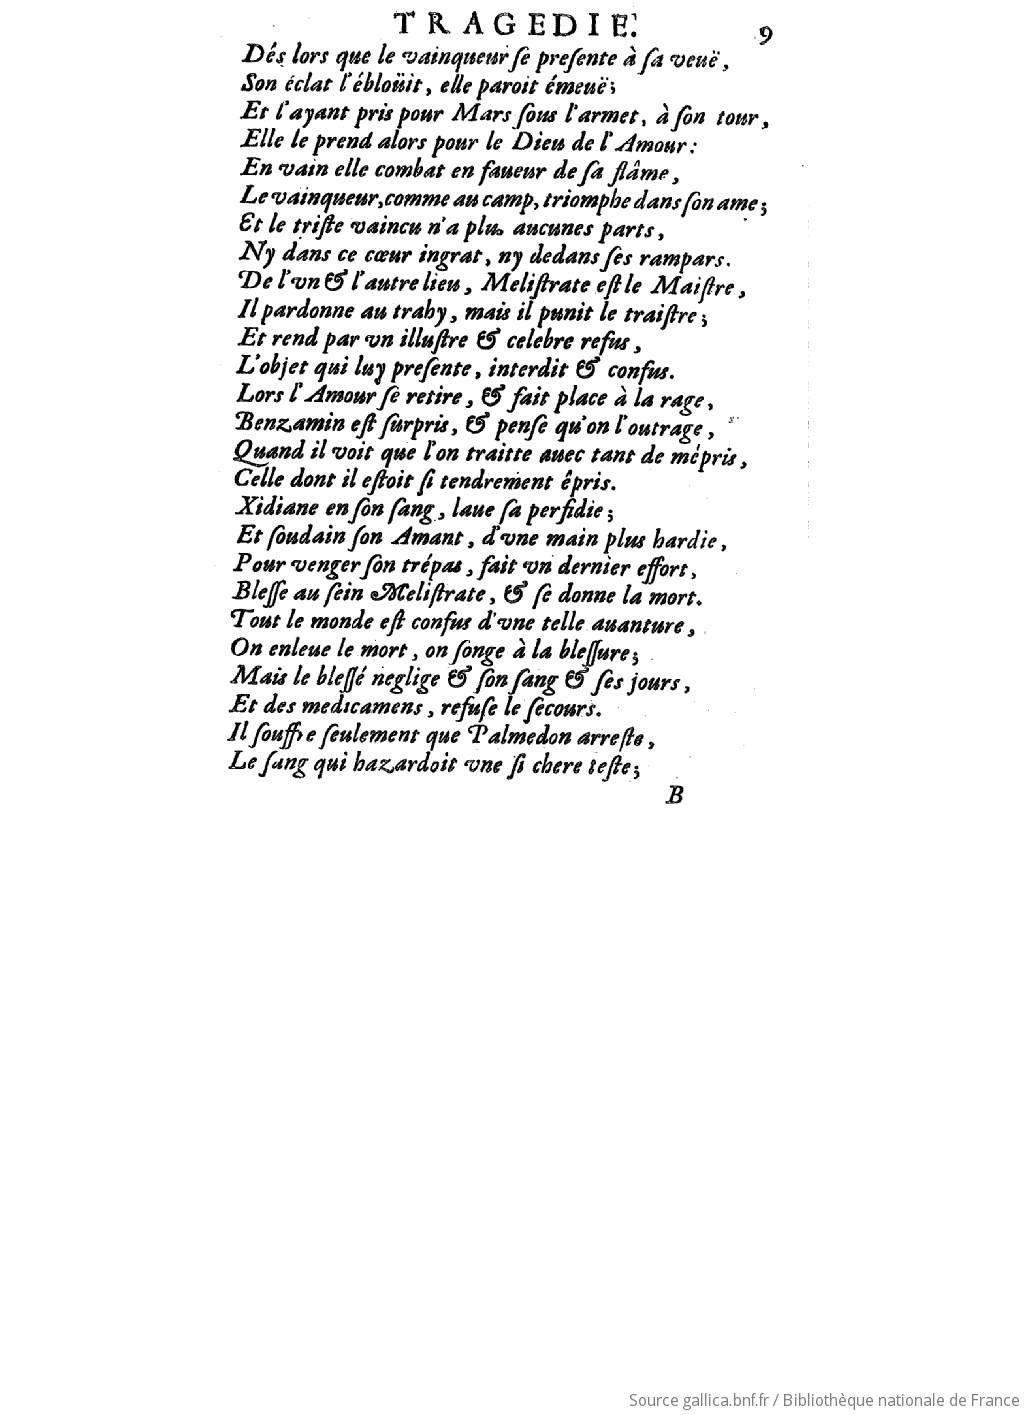 TRAGEDIE. 9
Dés lors que le vainqueur ſe preſente à ſa veuë,
Son éclat l'ébloüit, elle paroit émeuë;
Et l'ayant pris pour Mars ſous l'armet, à ſon tour,
Elle le prend alors pour le Dieu de l'Amour:
En vain elle combat en faueur de ſa flâme,
Le vainqueur, comme au camp, triomphe dans ſon ame;
Et le triſte vaincu n'a plus aucunes parts,
Ny dans ce cœur ingrat, ny dedans ſes rampars.
De l'vn & l'autre lieu, Meliſtrate eſt le Maiſtre,
Il pardonne au trahy, mais il punit le traiſtre;
Et rend par vn illuſtre & celebre refus,
L'objet qui luy preſente, interdit & confus.
Lors l'Amour ſe retire, & fait place à la rage,
Benzamin eſt ſurpris, & penſe qu'on l'outrage,
Quand il voit que l'on traitte auec tant de mépris,
Celle dont il eſtoit ſi tendrement épris.
Xidiane en ſon ſang, laue ſa perfidie;
Et ſoudain ſon Amant, d'vne main plus hardie,
Pour venger ſon trépas, fait vn dernier effort,
Bleſſe au ſein Meliſtrate, & ſe donne la mort.
Tout le monde eſt confus d'vne telle auanture,
On enleue le mort, on ſonge à la bleſſure;
Mais le bleſſé neglige & ſon ſang & ſes jours,
Et des medicamens, refuſe le ſecours.
Il ſouffre ſeulement que Palmedon arreſte,
Le ſang qui hazardoit vne ſi chere teſte;
B
Source gallica.bnf.fr / Bibliothèque nationale de France